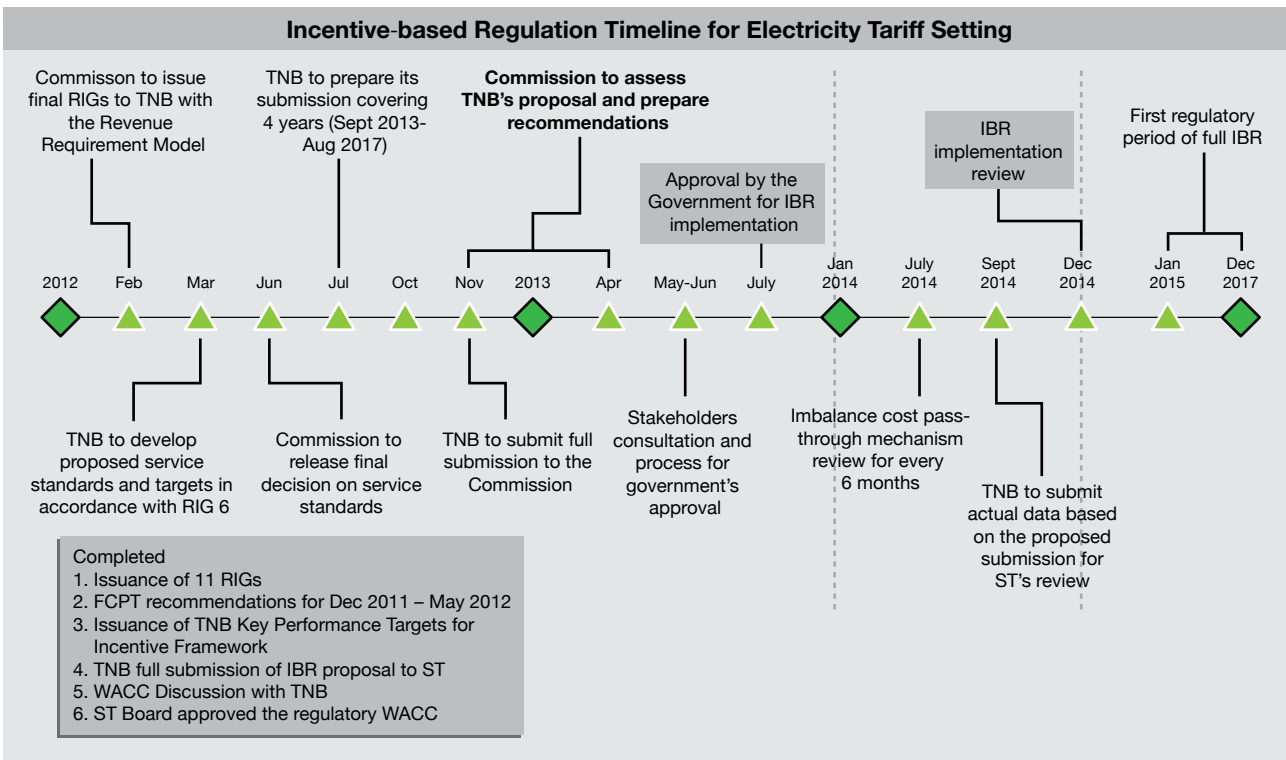 Incentive-based Regulation Timeline for Electricity Tariff Setting
Commisson to issue
final RIGs to TNB with
the Revenue
Requirement Model
TNB to prepare its
submission covering
4 years (Sept 2013-
Aug 2017)
Commission to assess
TNB's proposal and prepare
recommendations
Approval by the
Government for IBR
implementation
IBR
implementation
review
First regulatory
period of full IBR
2012
Feb
Mar
Jun
Jul
Oct
Nov
2013
Apr
May-Jun
July
Jan
2014
July
2014
Sept
2014
Dec
2014
Jan
2015
Dec
2017
TNB to develop
proposed service
standards and targets in
accordance with RIG 6
Commission to
release final
decision on service
standards
TNB to submit full
submission to the
Commission
Stakeholders
consultation and
process for
government's
approval
Imbalance cost pass-
through mechanism
review for every
6 months
TNB to submit
actual data based
on the proposed
submission for
ST's review
Completed
1. Issuance of 11 RIGs
2. FCPT recommendations for Dec 2011 – May 2012
3. Issuance of TNB Key Performance Targets for
Incentive Framework
4. TNB full submission of IBR proposal to ST
5. WACC Discussion with TNB
6. ST Board approved the regulatory WACC